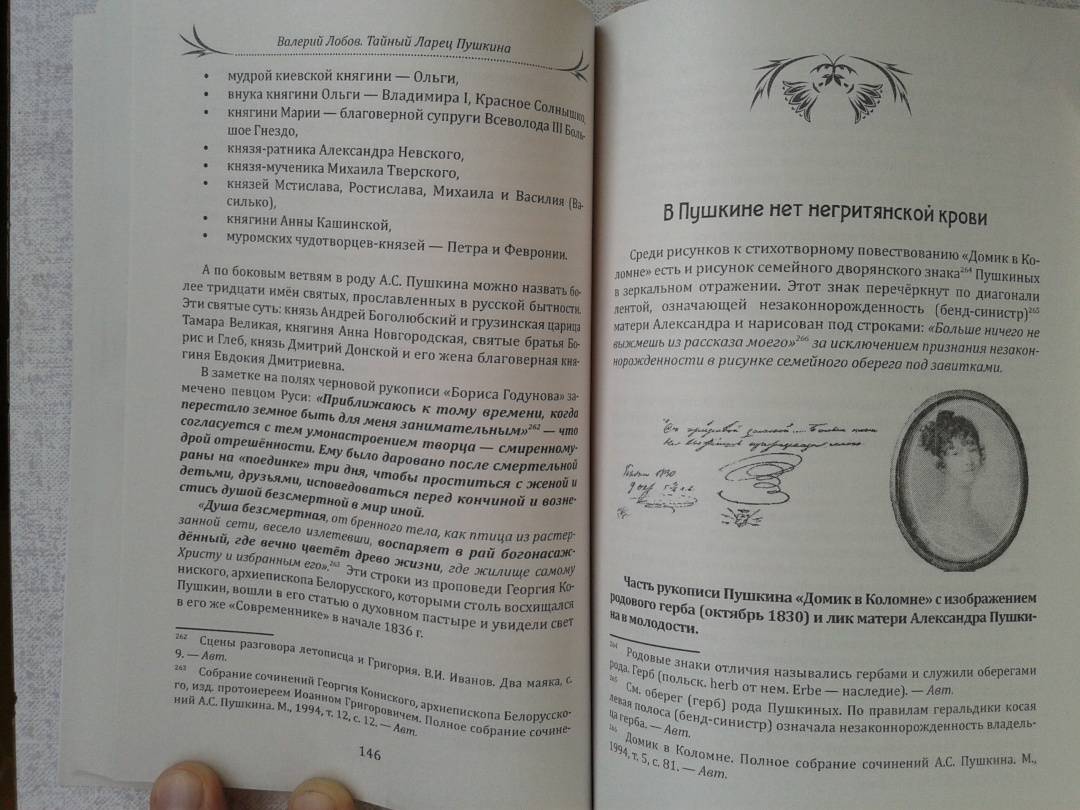 Валерий Лобов. Тайный Ларец Пушкина
• мудрой киевской княгини — Ольги,
• внука княгини Ольги — Владимира I, Красное Солнышко,
• княгини Марии — благоверной супруги Всеволода III Боль-
шое Гнездо,
• князя-ратника Александра Невского,
• князя-мученика Михаила Тверского,
• князей Мстислава, Ростислава, Михаила и Василия (Ва-
силько),
• княгини Анны Кашинской,
• муромских чудотворцев-князей — Петра и Февронии.
А по боковым ветвям в роду А.С. Пушкина можно назвать бо-
лее тридцати имён святых, прославленных в русской бытности.
Эти святые суть: князь Андрей Боголюбский и грузинская царица
Тамара Великая, княгиня Анна Новгородская, святые братья Бо-
рис и Глеб, князь Дмитрий Донской и его жена благоверная кня-
гиня Евдокия Дмитриевна.
В заметке на полях черновой рукописи «Бориса Годунова» за-
мечено певцом Руси: «Приближаюсь к тому времени, когда
перестало земное быть для меня занимательным»262 — что
согласуется с тем умонастроением творца — смиренному-
дрой отрешённости. Ему было даровано после смертельной
раны на «поединке» три дня, чтобы проститься с женой и
детьми, друзьями, исповедоваться перед кончиной и возне-
стись душой безсмертной в мир иной.
«Душа безсмертная, от бренного тела, как птица из растер-
занной сети, весело излетевши, воспаряет в рай богонасаж-
дённый, где вечно цветёт древо жизни, где жилище самому
Христу и избранным его».263 Эти строки из проповеди Георгия Ко-
ниского, архиепископа Белорусского, которыми столь восхищался
Пушкин, вошли в его статью о духовном пастыре и увидели свет
в его же «Современнике» в начале 1836 г.
262 Сцены разговора летописца и Григория. В.И. Иванов. Два маяка, с.
9. — Авт.
263 Собрание сочинений Георгия Кониского, архиепископа Белорусско-
го, изд. протоиереем Иоанном Григоровичем. Полное собрание сочине-
ний А.С. Пушкина. М., 1994, т. 12, с. 12. — Авт.
146
В Пушкине нет негритянской крови
Среди рисунков к стихотворному повествованию «Домик в Ко-
ломне» есть и рисунок семейного дворянского знака264 Пушкиных
в зеркальном отражении. Этот знак перечёркнут по диагонали
лентой, означающей незаконнорожденность (бенд-синистр)265
матери Александра и нарисован под строками: «Больше ничего не
выжмешь из рассказа моего»266 за исключением признания незакон-
норожденности в рисунке семейного оберега под завитками.
1830
Часть рукописи Пушкина «Домик в Коломне» с изображением
родового герба (октябрь 1830) и лик матери Александра Пушки-
на в молодости.
264 Родовые знаки отличия назывались гербами и служили оберегами
рода. Герб (польск. herb от нем. Erbe — наследие). — Авт.
265 См. оберег (герб) рода Пушкиных. По правилам геральдики косая
левая полоса (бенд-синистр) означала незаконнорожденность владель-
ца герба. — Авт.
266 Домик в Коломне. Полное собрание сочинений А.С. Пушкина. М.,
1994, т. 5, с. 81. — Авт.